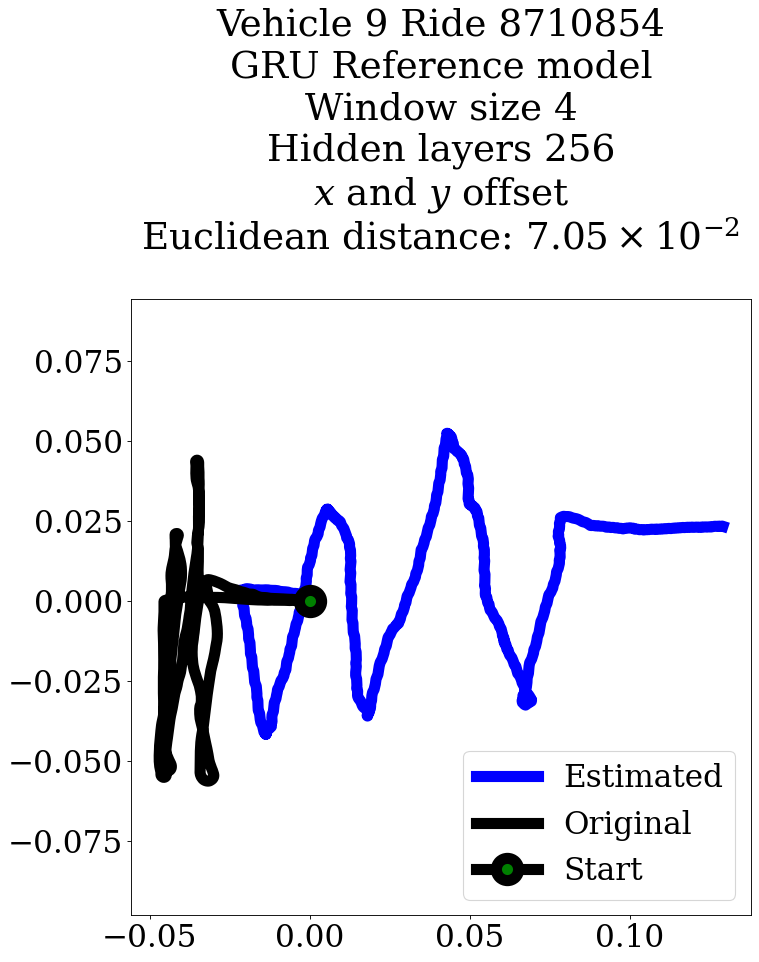 Vehicle 9 Ride 8710854
GRU Reference model
Window size 4
Hidden layers 256
x and y offset
Euclidean distance: 7.05 × 10⁻²
0.075
0.050
0.025
0.000
−0.025
−0.050
−0.075
Estimated
Original
Start
−0.05
0.00
0.05
0.10